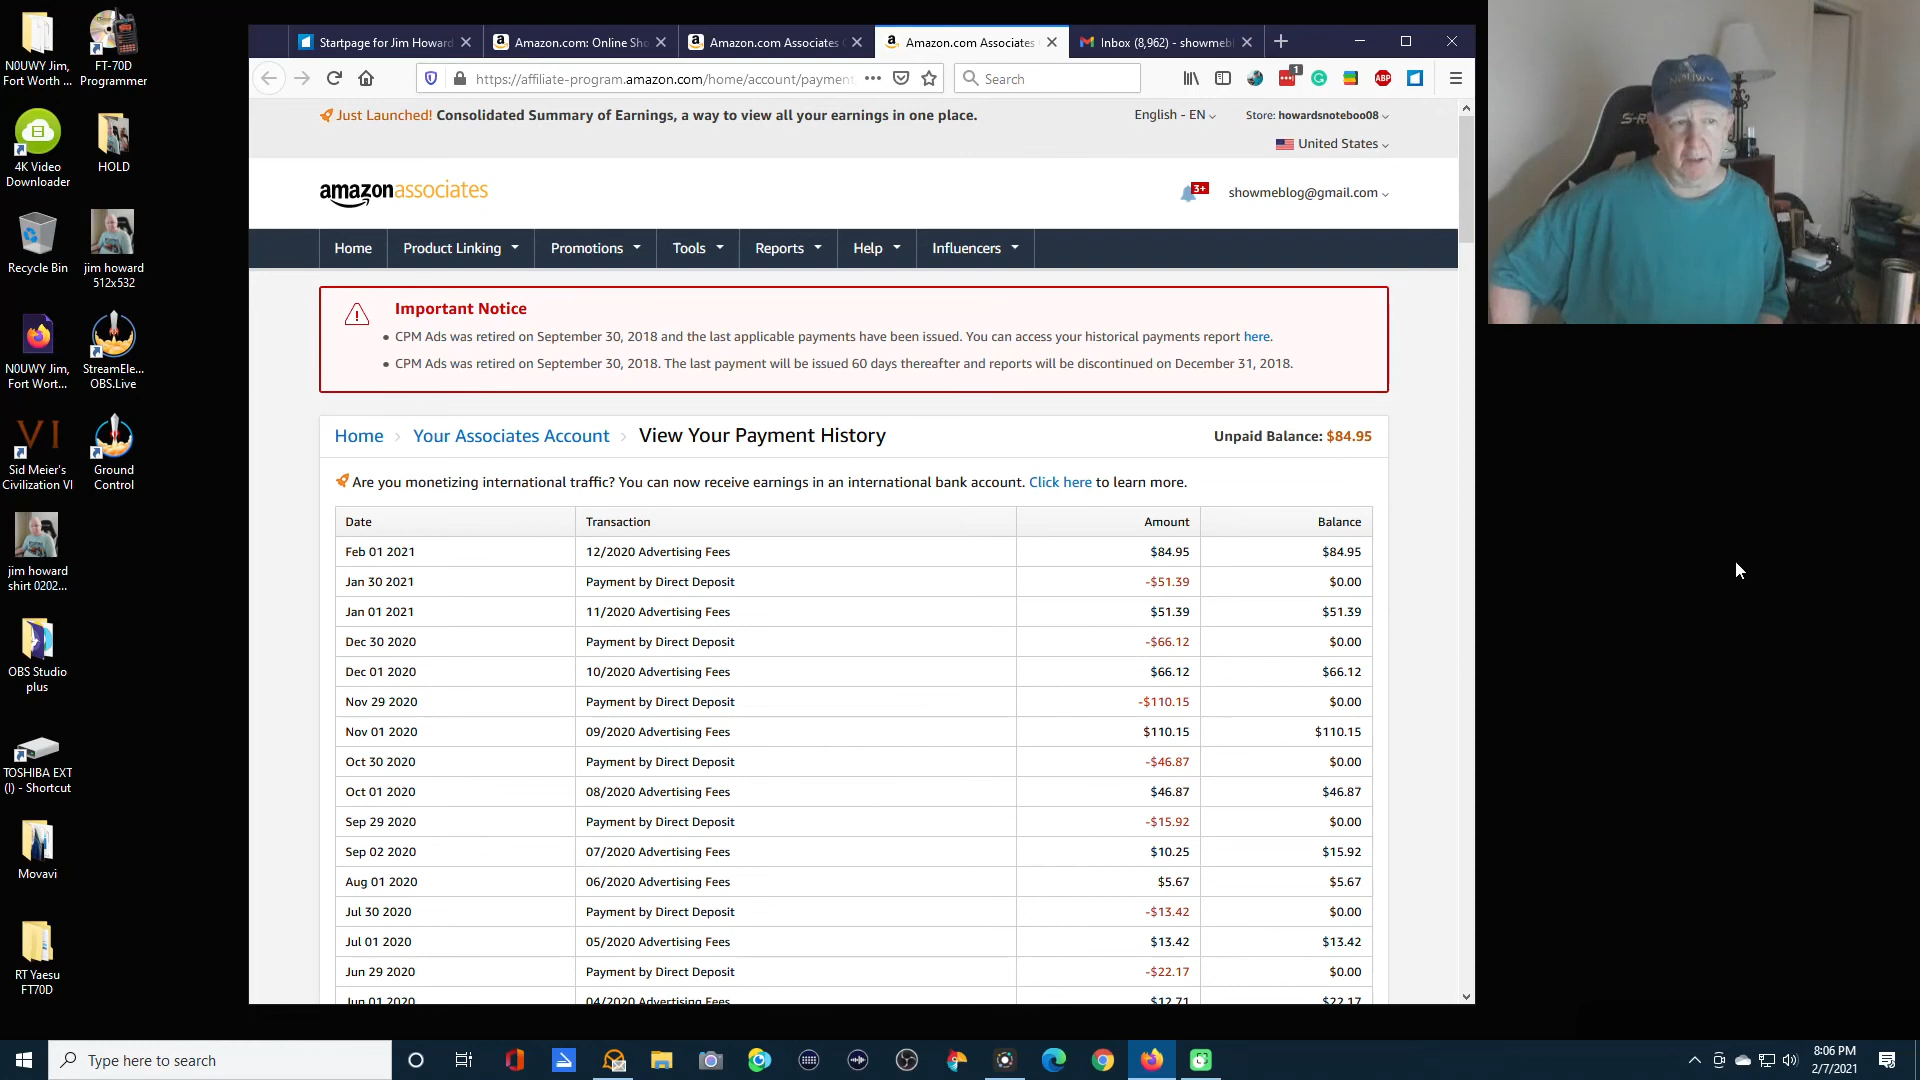 N0UWY Jim,
Fort Worth ...
FT-70D
Programmer
4K Video
Downloader
HOLD
Recycle Bin
jim howard
512x532
N0UWY Jim,
Fort Wort...
StreamEle...
OBS.Live
VI
Sid Meier's
Civilization VI
Ground
Control
jim howard
shirt 0202...
OBS Studio
plus
TOSHIBA EXT
(I) - Shortcut
Movavi
RT Yaesu
FT70D
Startpage for Jim Howard
Amazon.com: Online Sho
Amazon.com Associates C
Amazon.com Associates
Inbox (8,962) - showmebl
https://affiliate-program.amazon.com/home/account/payment
Search
1
ABP
Just Launched! Consolidated Summary of Earnings, a way to view all your earnings in one place.
English - EN
Store: howardsnoteboo08
United States
amazonassociates
3+
showmeblog@gmail.com
Home
Product Linking
Promotions
Tools
Reports
Help
Influencers
Important Notice
CPM Ads was retired on September 30, 2018 and the last applicable payments have been issued. You can access your historical payments report here.
CPM Ads was retired on September 30, 2018. The last payment will be issued 60 days thereafter and reports will be discontinued on December 31, 2018.
Home › Your Associates Account › View Your Payment History
Unpaid Balance: $84.95
Are you monetizing international traffic? You can now receive earnings in an international bank account. Click here to learn more.
Date Transaction Amount Balance
Feb 01 2021 12/2020 Advertising Fees $84.95 $84.95
Jan 30 2021 Payment by Direct Deposit -$51.39 $0.00
Jan 01 2021 11/2020 Advertising Fees $51.39 $51.39
Dec 30 2020 Payment by Direct Deposit -$66.12 $0.00
Dec 01 2020 10/2020 Advertising Fees $66.12 $66.12
Nov 29 2020 Payment by Direct Deposit -$110.15 $0.00
Nov 01 2020 09/2020 Advertising Fees $110.15 $110.15
Oct 30 2020 Payment by Direct Deposit -$46.87 $0.00
Oct 01 2020 08/2020 Advertising Fees $46.87 $46.87
Sep 29 2020 Payment by Direct Deposit -$15.92 $0.00
Sep 02 2020 07/2020 Advertising Fees $10.25 $15.92
Aug 01 2020 06/2020 Advertising Fees $5.67 $5.67
Jul 30 2020 Payment by Direct Deposit -$13.42 $0.00
Jul 01 2020 05/2020 Advertising Fees $13.42 $13.42
Jun 29 2020 Payment by Direct Deposit -$22.17 $0.00
Jun 01 2020 04/2020 Advertising Fees $12.71 $22.17
Type here to search
8:06 PM
2/7/2021